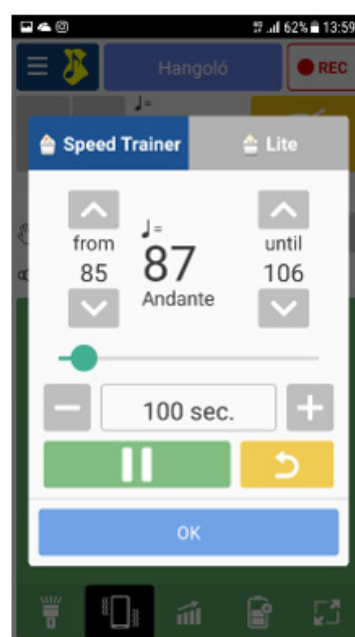 62% 13:59
Hangoló
REC
♩=
Speed Trainer
Lite
♩=
from
87
until
85
106
Andante
100 sec.
OK